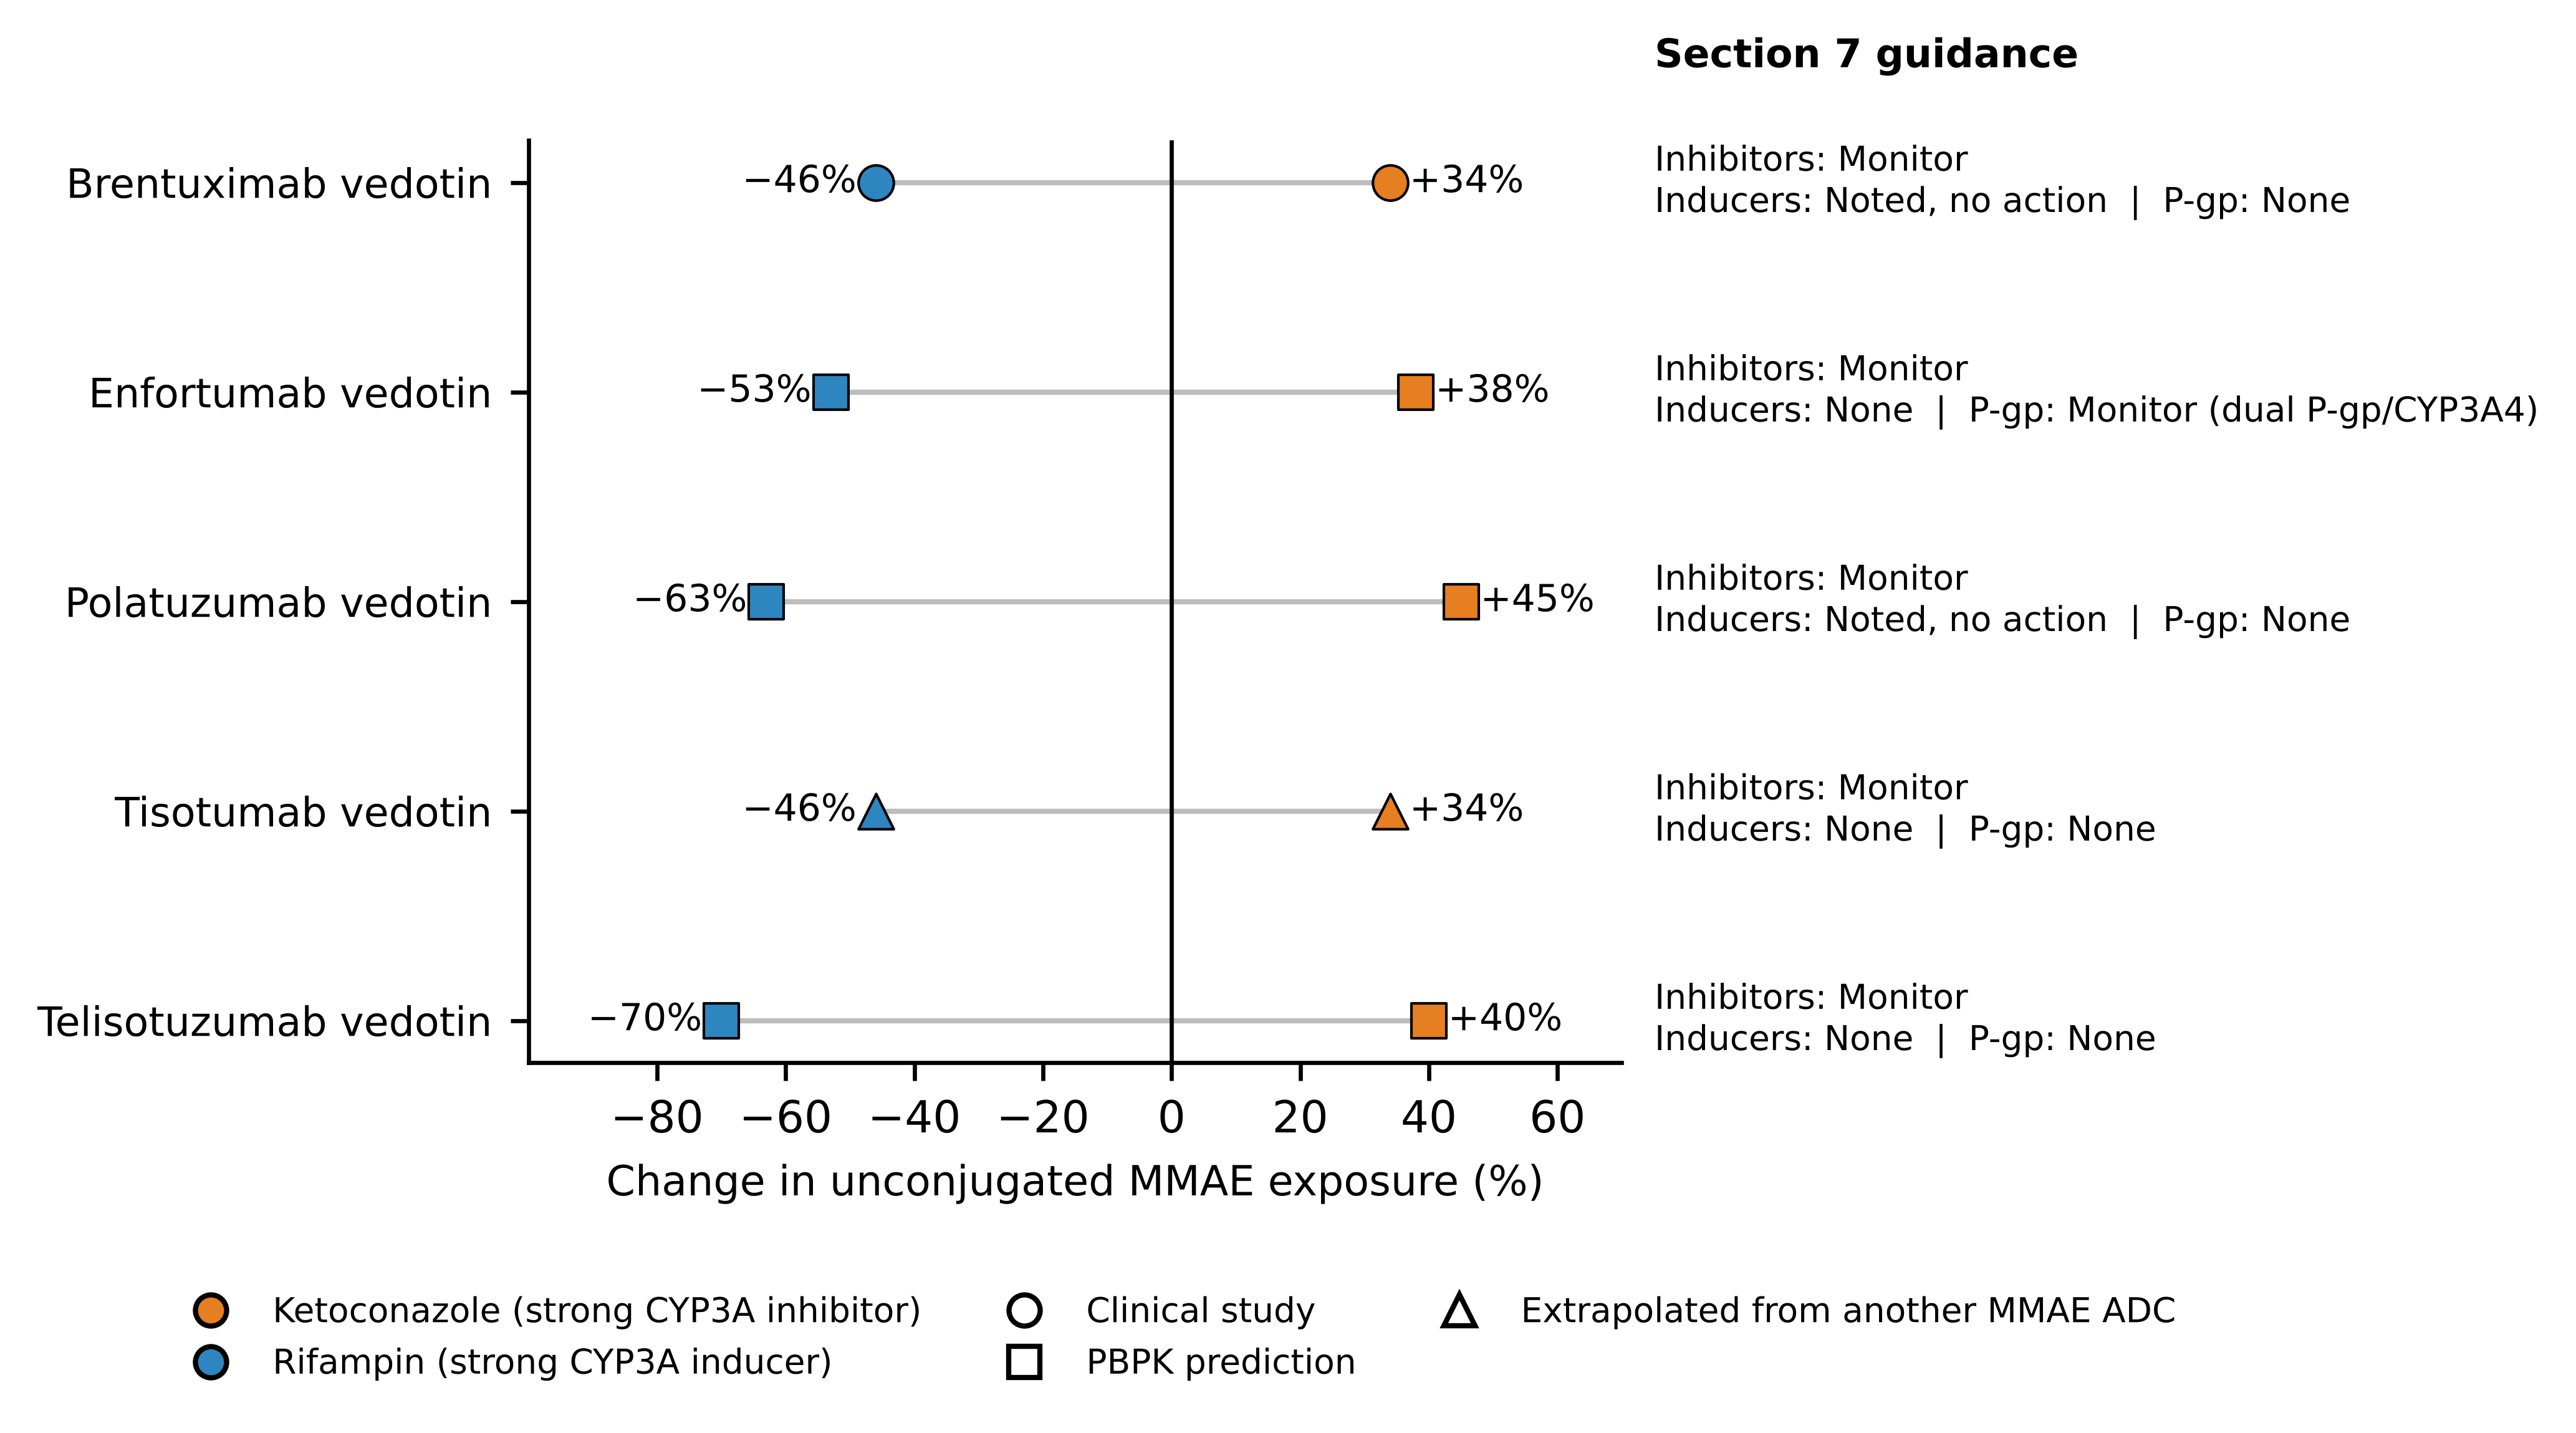 Section 7 guidance
Brentuximab vedotin
−46%
+34%
Inhibitors: Monitor
Inducers: Noted, no action | P-gp: None
Enfortumab vedotin
−53%
+38%
Inhibitors: Monitor
Inducers: None | P-gp: Monitor (dual P-gp/CYP3A4)
Polatuzumab vedotin
−63%
+45%
Inhibitors: Monitor
Inducers: Noted, no action | P-gp: None
Tisotumab vedotin
−46%
+34%
Inhibitors: Monitor
Inducers: None | P-gp: None
Telisotuzumab vedotin
−70%
+40%
Inhibitors: Monitor
Inducers: None | P-gp: None
−80 −60 −40 −20 0 20 40 60
Change in unconjugated MMAE exposure (%)
Ketoconazole (strong CYP3A inhibitor)
Rifampin (strong CYP3A inducer)
Clinical study
PBPK prediction
Extrapolated from another MMAE ADC